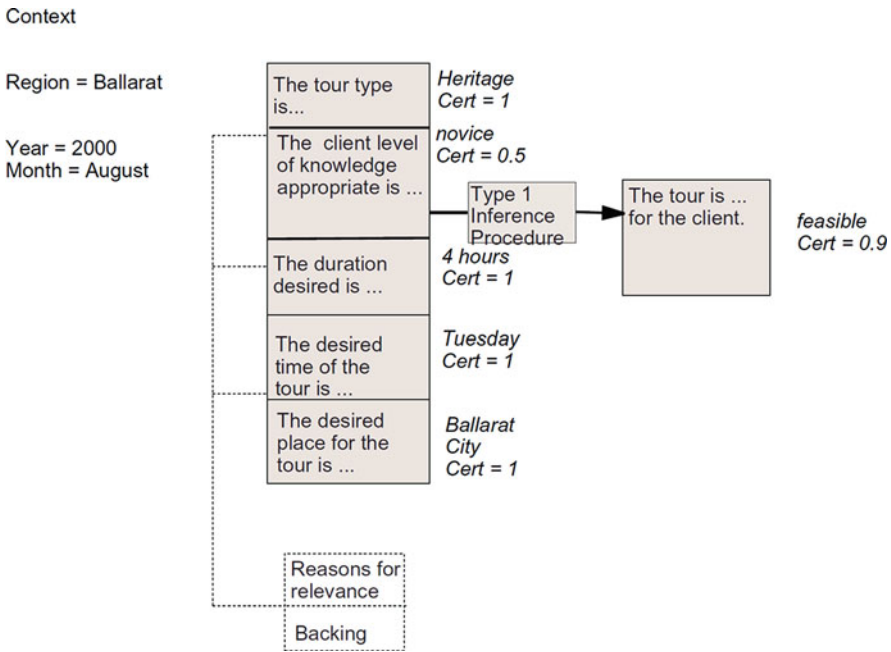 Context
Region = Ballarat
Year = 2000
Month = August
The tour type
is...
Heritage
Cert = 1
The client level
of knowledge
appropriate is ...
novice
Cert = 0.5
Type 1
Inference
Procedure
The tour is ...
for the client.
feasible
Cert = 0.9
The duration
desired is ...
4 hours
Cert = 1
The desired
time of the
tour is ...
Tuesday
Cert = 1
The desired
place for the
tour is ...
Ballarat
City
Cert = 1
Reasons for
relevance
Backing